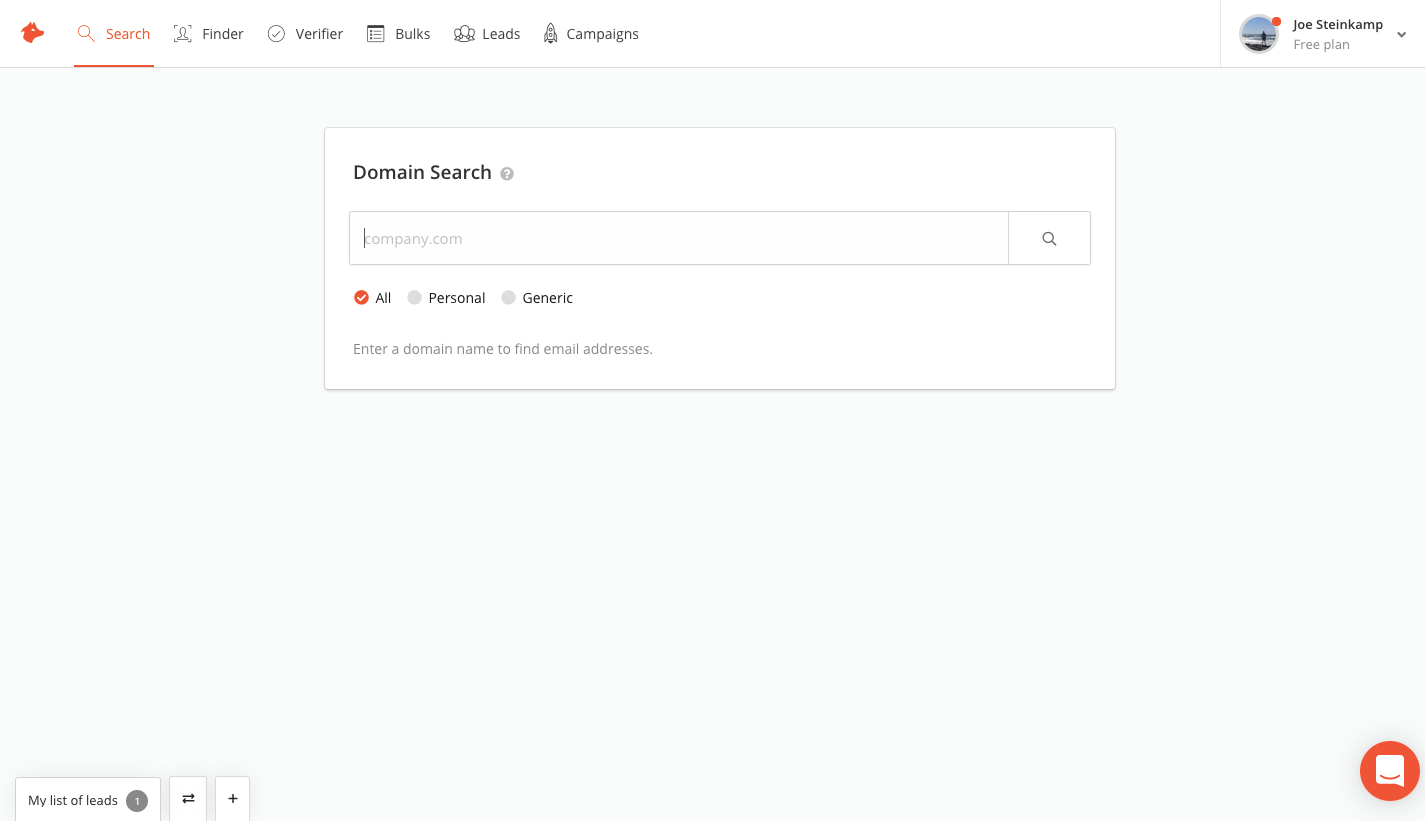 Search Finder Verifier Bulks Leads Campaigns
Joe Steinkamp
Free plan
Domain Search ?
company.com
All Personal Generic
Enter a domain name to find email addresses.
My list of leads 1